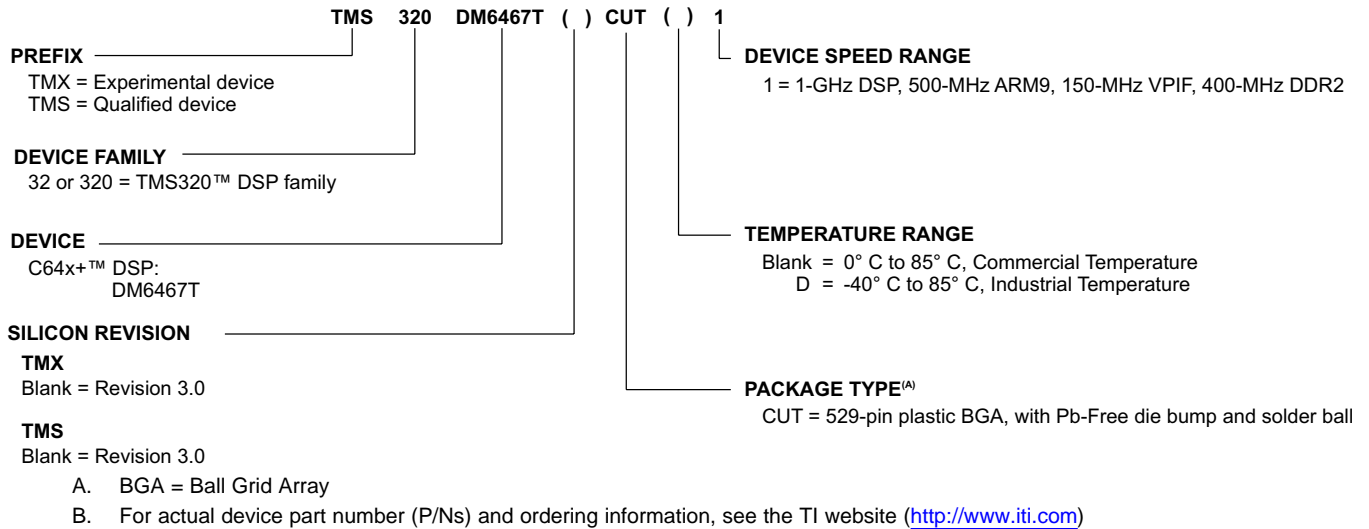 TMS 320 DM6467T ( ) CUT ( ) 1
PREFIX
TMX = Experimental device
TMS = Qualified device
DEVICE FAMILY
32 or 320 = TMS320™ DSP family
DEVICE
C64x+™ DSP:
DM6467T
SILICON REVISION
TMX
Blank = Revision 3.0
TMS
Blank = Revision 3.0
DEVICE SPEED RANGE
1 = 1-GHz DSP, 500-MHz ARM9, 150-MHz VPIF, 400-MHz DDR2
TEMPERATURE RANGE
Blank = 0° C to 85° C, Commercial Temperature
D = -40° C to 85° C, Industrial Temperature
PACKAGE TYPE(A)
CUT = 529-pin plastic BGA, with Pb-Free die bump and solder ball
A. BGA = Ball Grid Array
B. For actual device part number (P/Ns) and ordering information, see the TI website (http://www.iti.com)